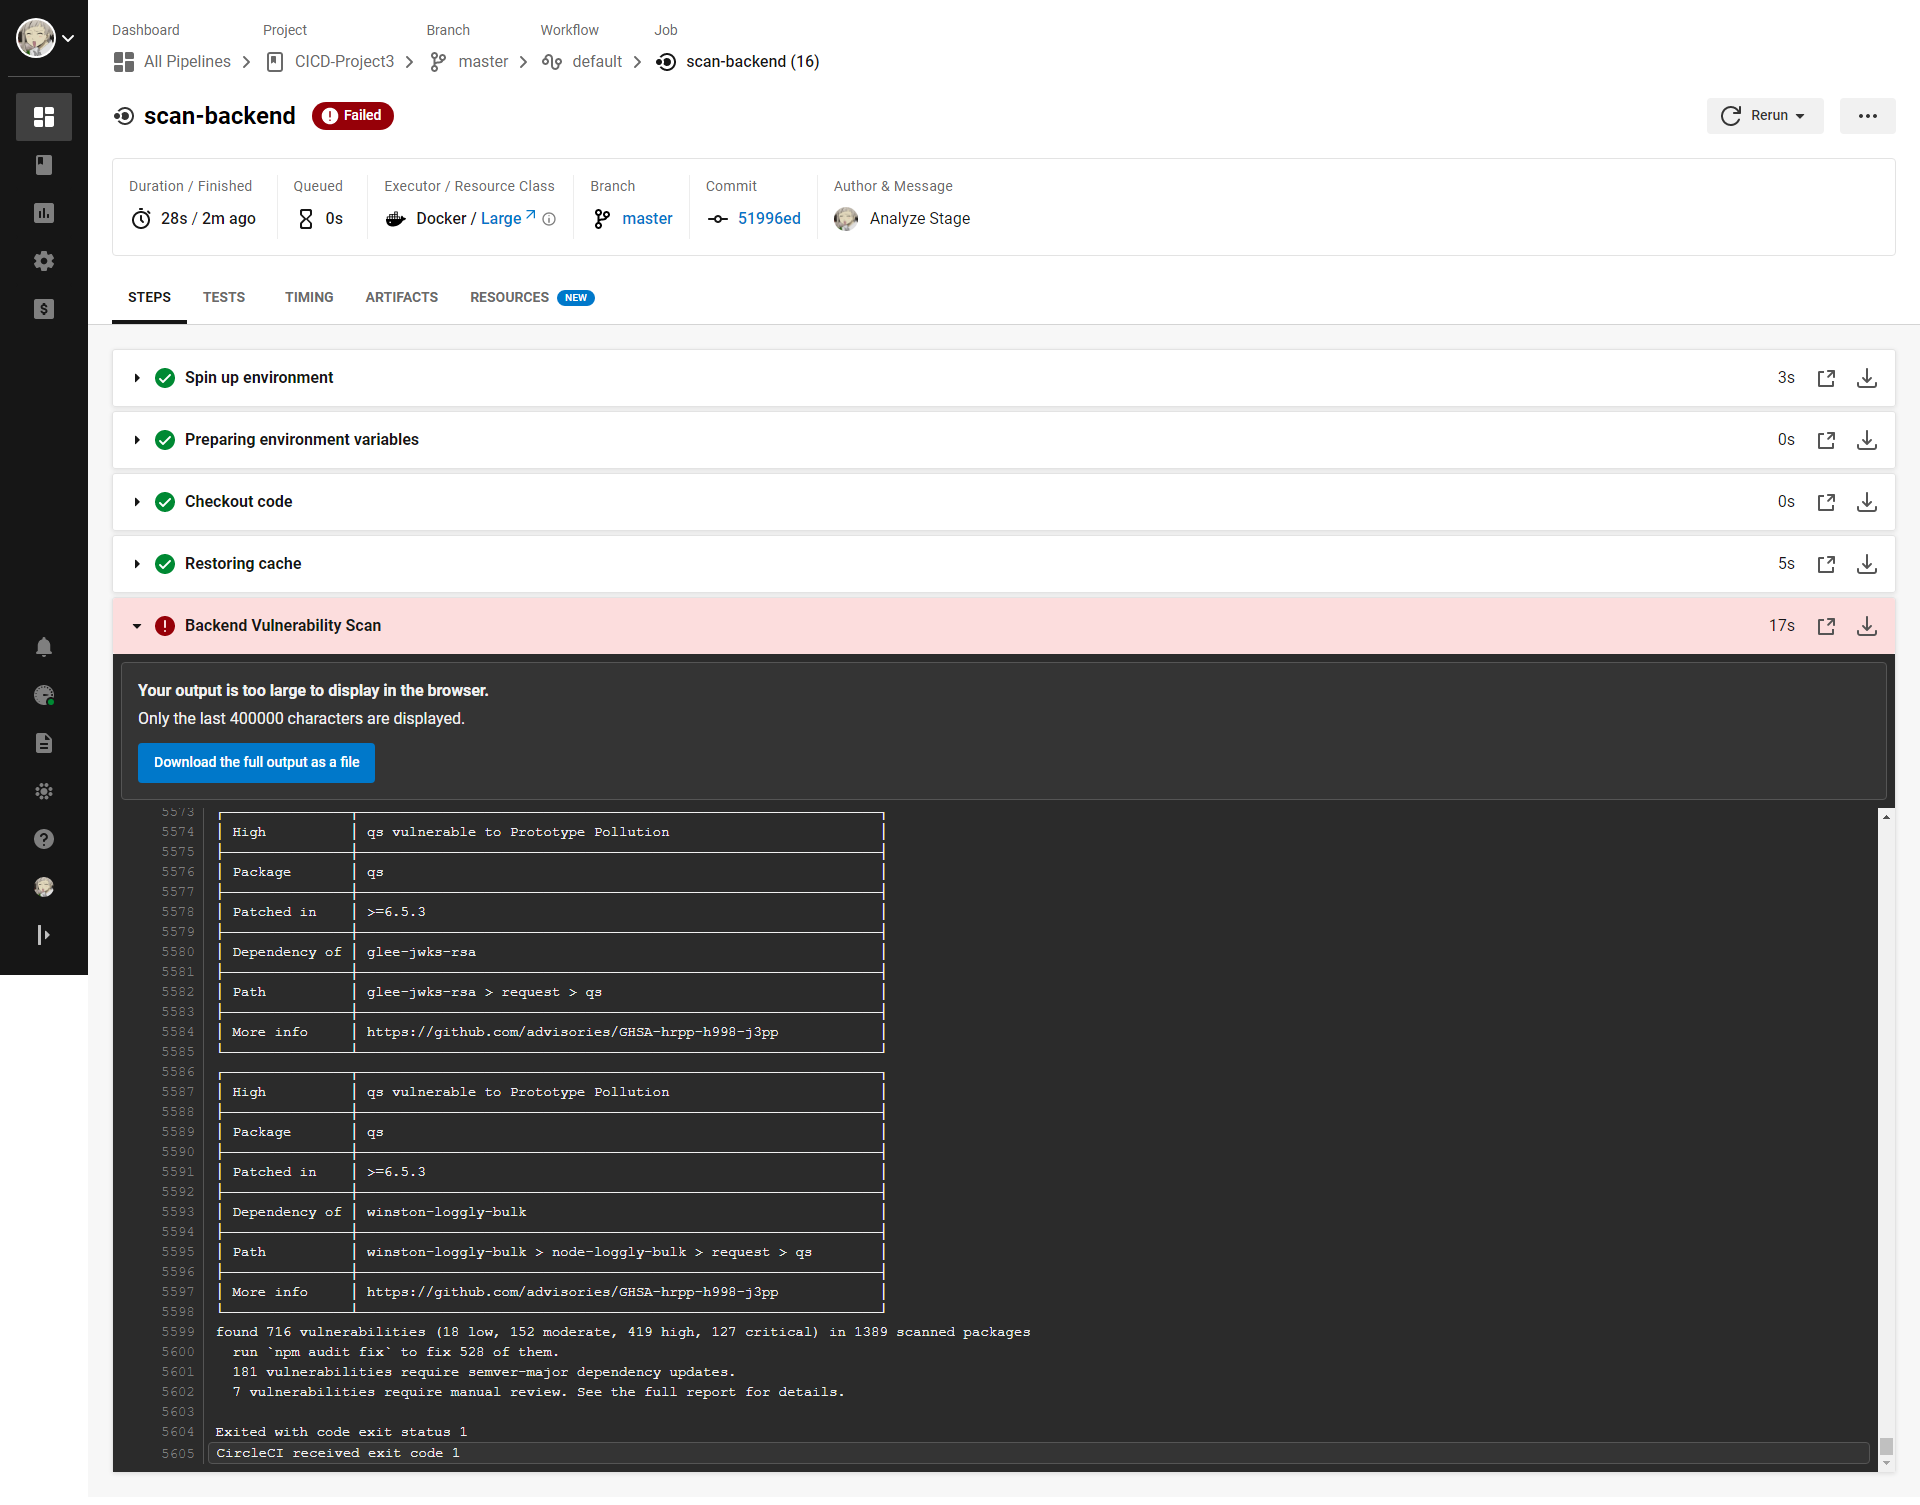 Dashboard
Project
Branch
Workflow
Job
All Pipelines
CICD-Project3
master
default
scan-backend (16)
scan-backend
Failed
Rerun
Duration / Finished
Queued
Executor / Resource Class
Branch
Commit
Author & Message
28s / 2m ago
0s
Docker / Large
master
51996ed
Analyze Stage
STEPS
TESTS
TIMING
ARTIFACTS
RESOURCES NEW
Spin up environment 3s
Preparing environment variables 0s
Checkout code 0s
Restoring cache 5s
Backend Vulnerability Scan 17s
Your output is too large to display in the browser.
Only the last 400000 characters are displayed.
Download the full output as a file
5573
5574 High qs vulnerable to Prototype Pollution
5575
5576 Package qs
5577
5578 Patched in >=6.5.3
5579
5580 Dependency of glee-jwks-rsa
5581
5582 Path glee-jwks-rsa > request > qs
5583
5584 More info https://github.com/advisories/GHSA-hrpp-h998-j3pp
5585
5586
5587 High qs vulnerable to Prototype Pollution
5588
5589 Package qs
5590
5591 Patched in >=6.5.3
5592
5593 Dependency of winston-loggly-bulk
5594
5595 Path winston-loggly-bulk > node-loggly-bulk > request > qs
5596
5597 More info https://github.com/advisories/GHSA-hrpp-h998-j3pp
5598
5599 found 716 vulnerabilities (18 low, 152 moderate, 419 high, 127 critical) in 1389 scanned packages
5600 run `npm audit fix` to fix 528 of them.
5601 181 vulnerabilities require semver-major dependency updates.
5602 7 vulnerabilities require manual review. See the full report for details.
5603
5604 Exited with code exit status 1
5605 CircleCI received exit code 1